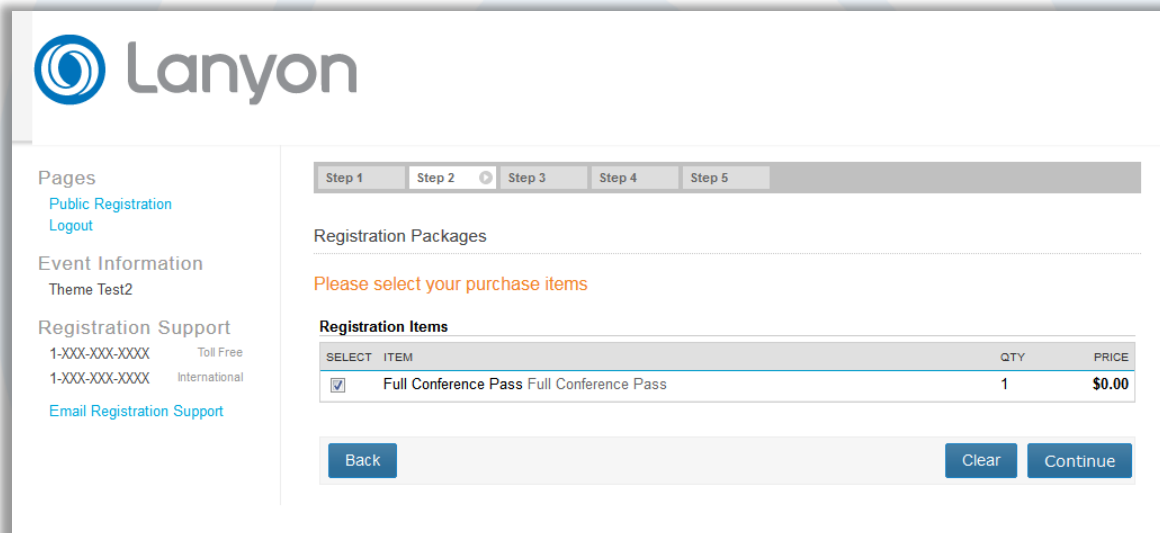 Lanyon
Pages
Public Registration
Logout
Event Information
Theme Test2
Registration Support
1-XXX-XXX-XXXX Toll Free
1-XXX-XXX-XXXX International
Email Registration Support
Step 1 Step 2 Step 3 Step 4 Step 5
Registration Packages
Please select your purchase items
Registration Items
SELECT ITEM QTY PRICE
Full Conference Pass Full Conference Pass 1 $0.00
Back Clear Continue